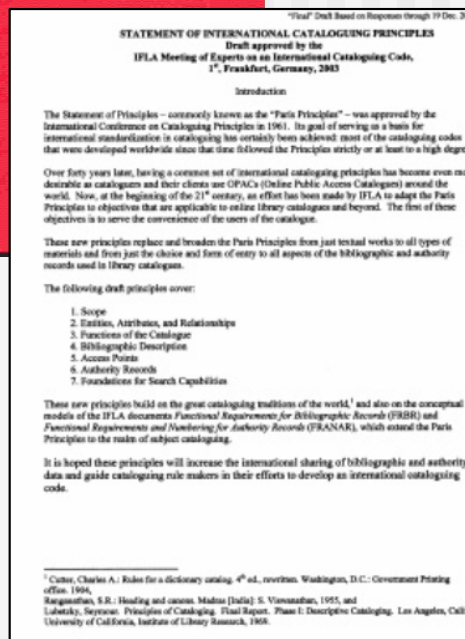 "Final" Draft Based on Responses through 19 Dec.
STATEMENT OF INTERNATIONAL CATALOGUING PRINCIPLES
Draft approved by the
IFLA Meeting of Experts on an International Cataloguing Code,
1st, Frankfurt, Germany, 2003
Introduction
The Statement of Principles – commonly known as the "Paris Principles" – was approved by the
International Conference on Cataloguing Principles in 1961. Its goal of serving as a basis for
international standardization in cataloguing has certainly been achieved: most of the cataloguing codes
that were developed worldwide since that time followed the Principles strictly or at least to a high degre
Over forty years later, having a common set of international cataloguing principles has become even mo
desirable as cataloguers and their clients use OPACs (Online Public Access Catalogues) around the
world. Now, at the beginning of the 21st century, an effort has been made by IFLA to adapt the Paris
Principles to objectives that are applicable to online library catalogues and beyond. The first of these
objectives is to serve the convenience of the users of the catalogue.
These new principles replace and broaden the Paris Principles from just textual works to all types of
materials and from just the choice and form of entry to all aspects of the bibliographic and authority
records used in library catalogues.
The following draft principles cover:
1. Scope
2. Entities, Attributes, and Relationships
3. Functions of the Catalogue
4. Bibliographic Description
5. Access Points
6. Authority Records
7. Foundations for Search Capabilities
These new principles build on the great cataloguing traditions of the world,1 and also on the conceptual
models of the IFLA documents Functional Requirements for Bibliographic Records (FRBR) and
Functional Requirements and Numbering for Authority Records (FRANAR), which extend the Paris
Principles to the realm of subject cataloguing.
It is hoped these principles will increase the international sharing of bibliographic and authority
data and guide cataloguing rule makers in their efforts to develop an international cataloguing
code.
1 Cutter, Charles A.: Rules for a dictionary catalog. 4th ed., rewritten. Washington, D.C.: Government Printing
office. 1904,
Ranganathan, S.R.: Heading and canons. Madras [India]: S. Viswanathan, 1955, and
Lubetzky, Seymour. Principles of Cataloging. Final Report. Phase I: Descriptive Cataloging. Los Angeles, Cali
University of California, Institute of Library Research, 1969.